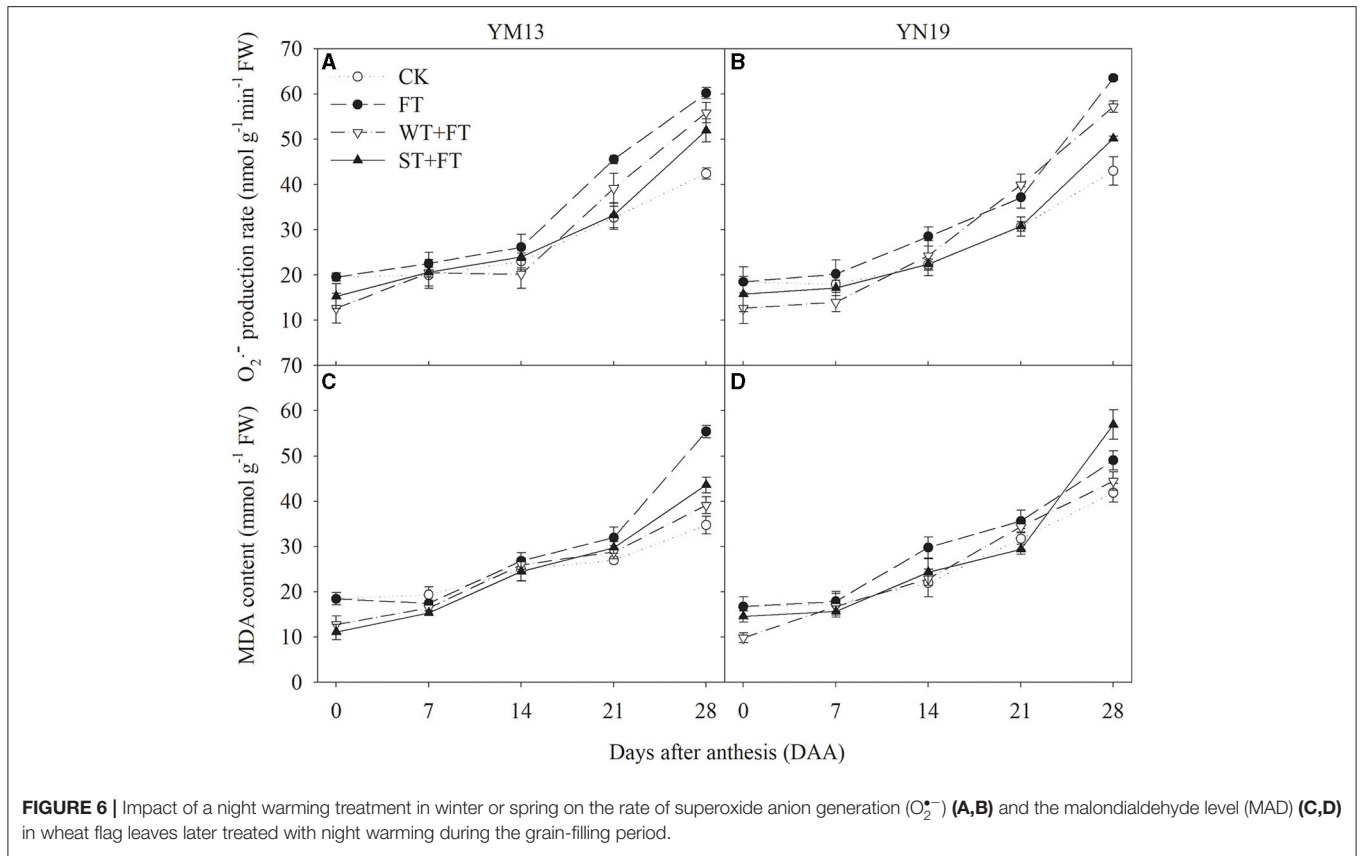 YM13
YN19
A
B
CK
FT
WT+FT
ST+FT
O₂·⁻ production rate (nmol g⁻¹min⁻¹ FW)
70
60
50
40
30
20
10
70
C
D
MDA content (mmol g⁻¹ FW)
60
50
40
30
20
10
0
0 7 14 21 28
0 7 14 21 28
Days after anthesis (DAA)
FIGURE 6 | Impact of a night warming treatment in winter or spring on the rate of superoxide anion generation (O₂•−) (A,B) and the malondialdehyde level (MAD) (C,D)
in wheat flag leaves later treated with night warming during the grain-filling period.